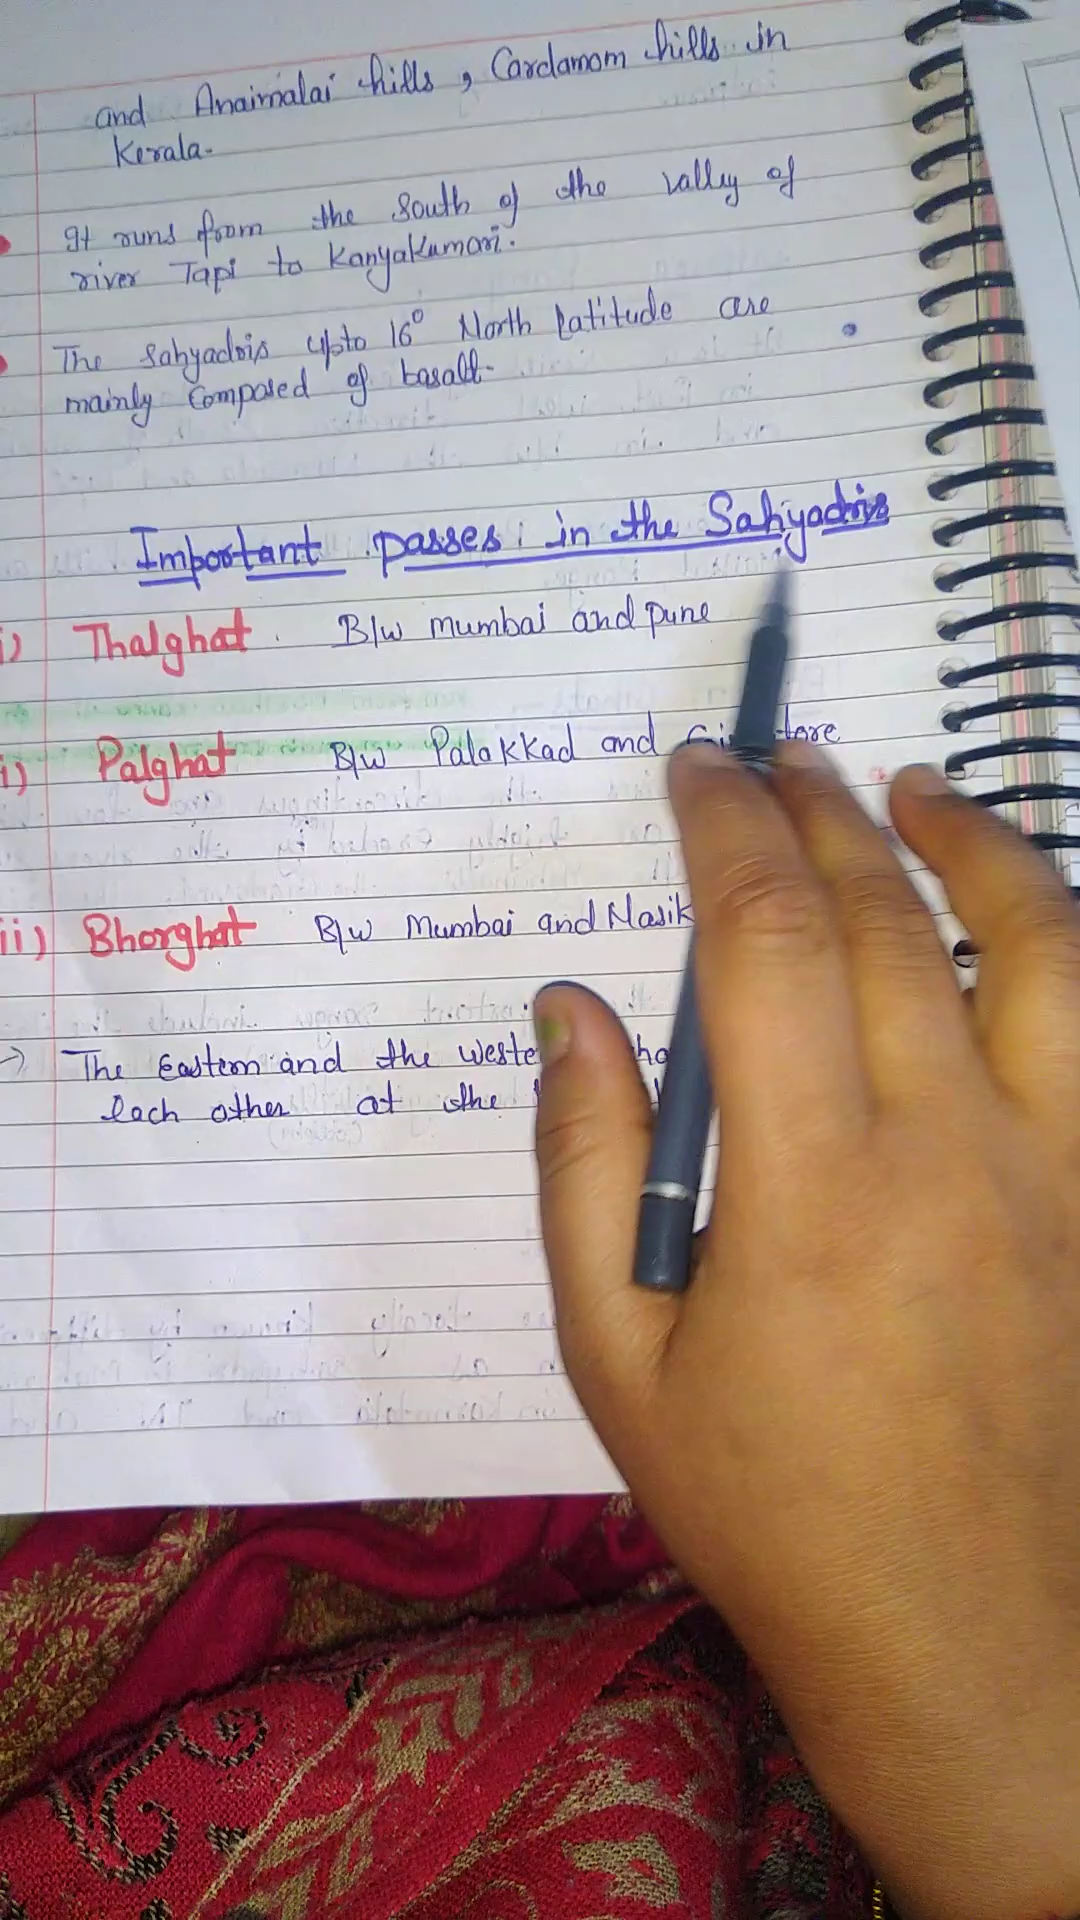 and Anaimalai hills, Cardamom hills in
Kerala.
It runs from the South of the valley of
river Tapi to Kanyakumari.
The Sahyadris upto 16° North Latitude are
mainly Composed of basalt.
Important passes in the Sahyadris
i) Thalghat B/w mumbai and pune
i) Palghat B/w Palakkad and
ii) Bhorghat B/w Mumbai and Nasik
→ The Eastern and the
each other at the